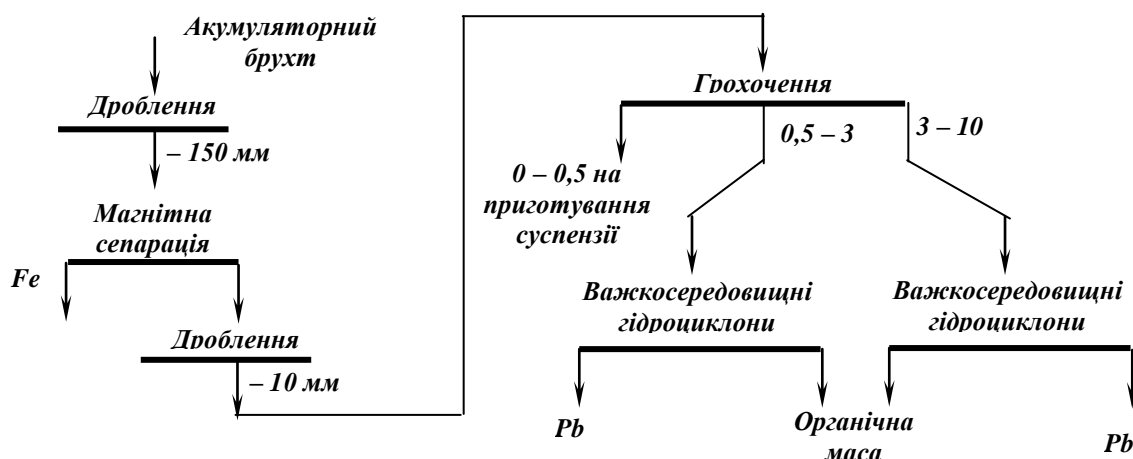 Акумуляторний
брухт
Дроблення
– 150 мм
Магнітна
сепарація
Fe
Дроблення
– 10 мм
Грохочення
0,5 – 3
3 – 10
0 – 0,5 на
приготування
суспензії
Важкосередовищні
гідроциклони
Важкосередовищні
гідроциклони
Pb
Органічна
маса
Pb